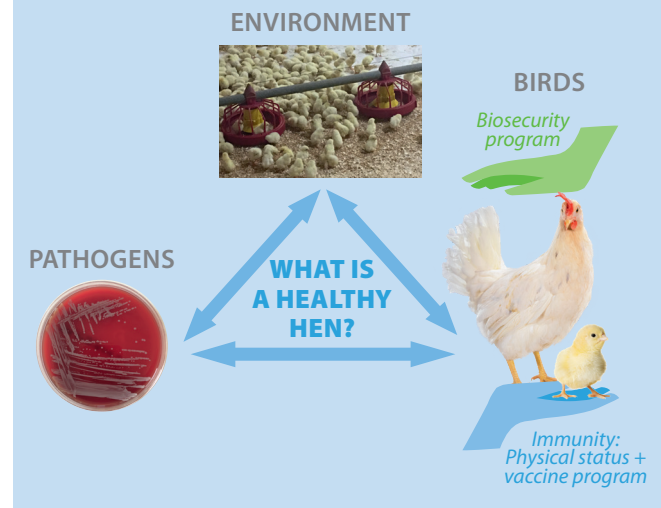 ENVIRONMENT
BIRDS
Biosecurity
program
PATHOGENS
WHAT IS
A HEALTHY
HEN?
Immunity:
Physical status +
vaccine program